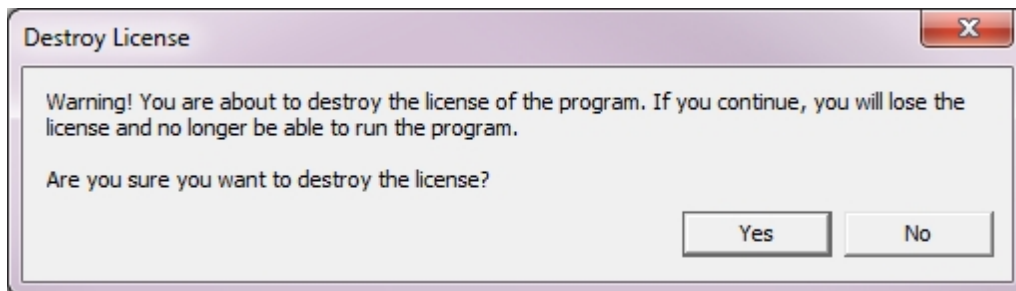 Destroy License
Warning! You are about to destroy the license of the program. If you continue, you will lose the
license and no longer be able to run the program.
Are you sure you want to destroy the license?
Yes
No